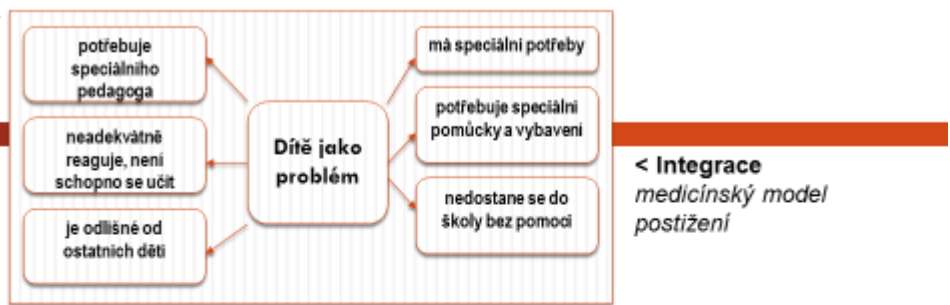 potřebuje
speciálního
pedagoga
neadekvátně
reaguje, není
schopno se učit
je odlišné od
ostatních dětí
Dítě jako
problém
má speciální potřeby
potřebuje speciální
pomůcky a vybavení
nedostane se do
školy bez pomoci
< Integrace
medicínský model
postižení